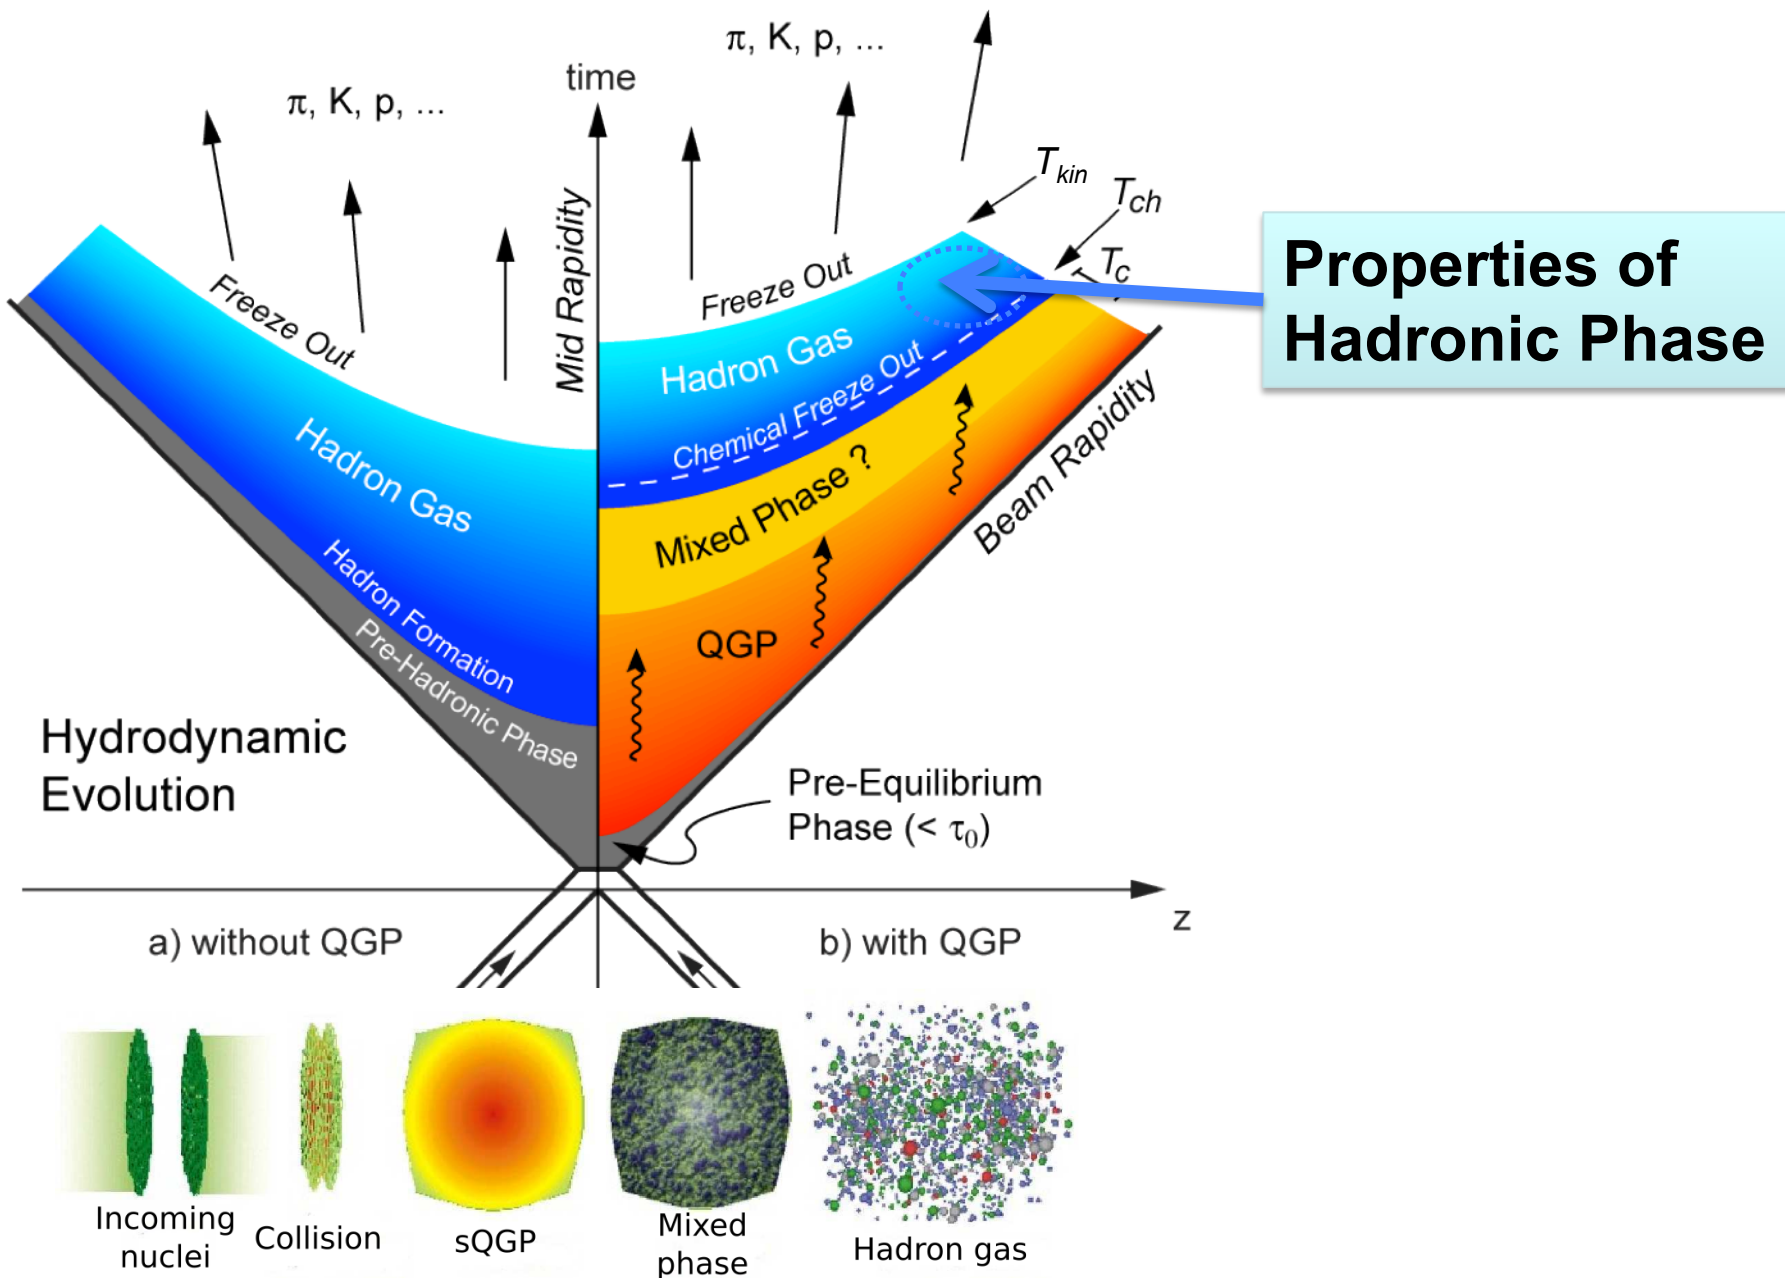 π, K, p, ...
π, K, p, ...
time
Mid Rapidity
T_kin
T_ch
T_c
Properties of
Hadronic Phase
Freeze Out
Freeze Out
Hadron Gas
Hadron Gas
Chemical Freeze Out
Mixed Phase ?
Beam Rapidity
Hadron Formation
Pre-Hadronic Phase
QGP
Hydrodynamic
Evolution
Pre-Equilibrium
Phase (< τ₀)
z
a) without QGP
b) with QGP
Incoming
nuclei
Collision
sQGP
Mixed
phase
Hadron gas